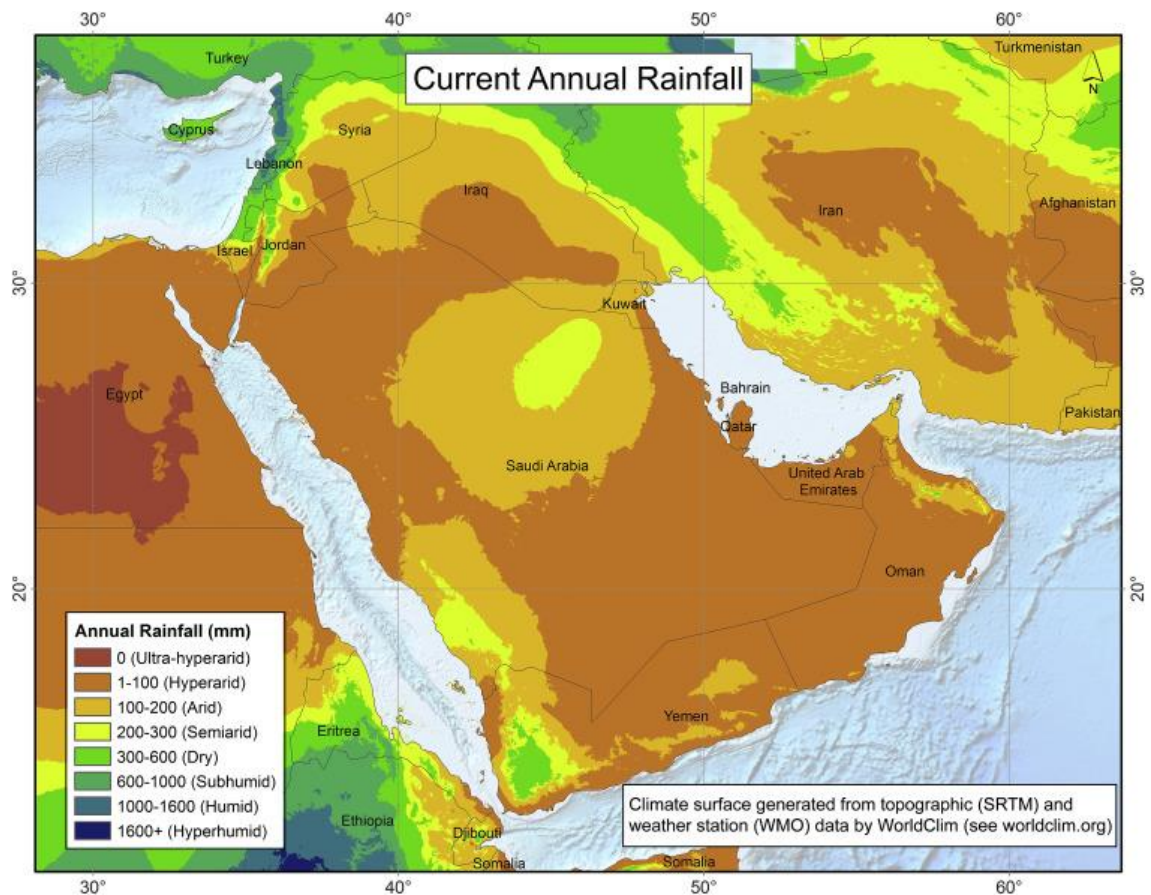 30°
40°
50°
60°
Turkey
Turkmenistan
Current Annual Rainfall
N
Cyprus
Syria
Lebanon
Iraq
Iran
Afghanistan
Israel
Jordan
30°
30°
Kuwait
Egypt
Bahrain
Qatar
Pakistan
Saudi Arabia
United Arab
Emirates
Oman
20°
20°
Annual Rainfall (mm)
0 (Ultra-hyperarid)
1-100 (Hyperarid)
100-200 (Arid)
200-300 (Semiarid)
300-600 (Dry)
600-1000 (Subhumid)
1000-1600 (Humid)
1600+ (Hyperhumid)
Yemen
Eritrea
Ethiopia
Djibouti
Somalia
Somalia
Climate surface generated from topographic (SRTM) and
weather station (WMO) data by WorldClim (see worldclim.org)
30°
40°
50°
60°